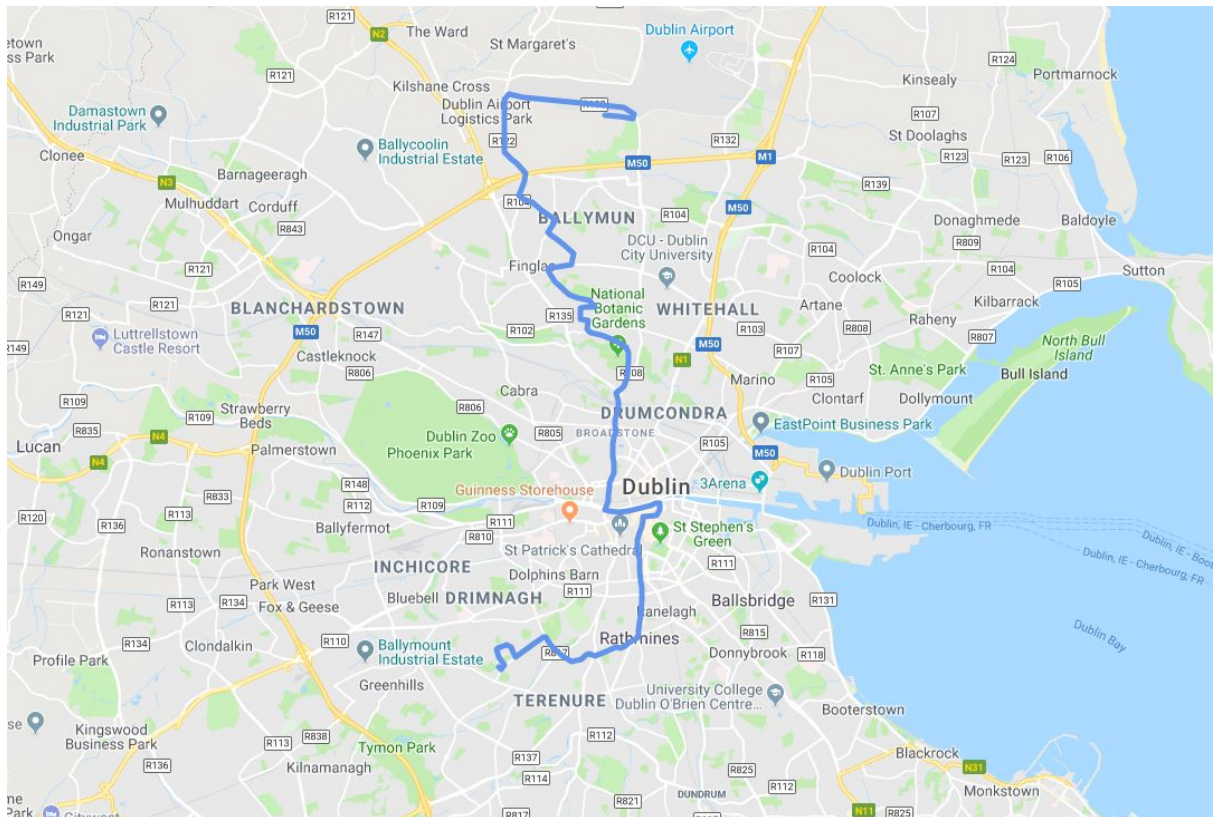 etown
ss Park
R121
N2
The Ward
St Margaret's
Dublin Airport
R124
Portmarnock
R121
Kilshane Cross
Kinsealy
Damastown
Industrial Park
Dublin Airport
Logistics Park
R107
St Doolaghs
Clonee
Ballycoolin
Industrial Estate
R122
R132
M1
R123
R123
R106
Barnageeragh
M50
N3
Mulhuddart
Corduff
R104
R139
R843
BALLYMUN
R104
M50
Donaghmede
Baldoyle
Ongar
DCU - Dublin
City University
R104
R809
R121
Finglas
Coolock
R104
Sutton
R149
R105
National
Botanic
Gardens
Artane
Kilbarrack
R121
BLANCHARDSTOWN
R135
WHITEHALL
Raheny
R808
R807
Luttrellstown
Castle Resort
M50
R147
R102
R103
R149
Castleknock
N1
M50
R107
North Bull
Island
R806
Marino
St. Anne's Park
Bull Island
Cabra
R105
Clontarf
Dollymount
R109
R806
DRUMCONDRA
R109
Strawberry
Beds
R805
BROADSTONE
R105
EastPoint Business Park
R835
N4
Lucan
Dublin Zoo
Phoenix Park
M50
N4
Palmerstown
3Arena
Dublin Port
R148
Guinness Storehouse
Dublin
R833
R112
R109
R120
R136
Ballyfermot
R111
St Stephen's
Green
Dublin, IE - Cherbourg, FR
R810
Ronanstown
St Patrick's Cathedral
Dublin, IE - Boo
INCHICORE
R111
Dublin, IE - Cherbourg, FR
Park West
Dolphins Barn
R113
R134
Fox & Geese
Bluebell
DRIMNAGH
R111
Ballsbridge
R131
R113
Clondalkin
R110
Rathmines
R815
Dublin Bay
R134
Ballymount
Industrial Estate
Donnybrook
R118
Profile Park
Greenhills
TERENURE
University College
Dublin O'Brien Centre...
Booterstown
Kingswood
Business Park
R113
R838
Tymon Park
R112
R136
Kilnamanagh
R137
R114
Blackrock
N31
R825
R112
Monkstown
R821
DUNDRUM
Park
Citywest
R817
N11
R825